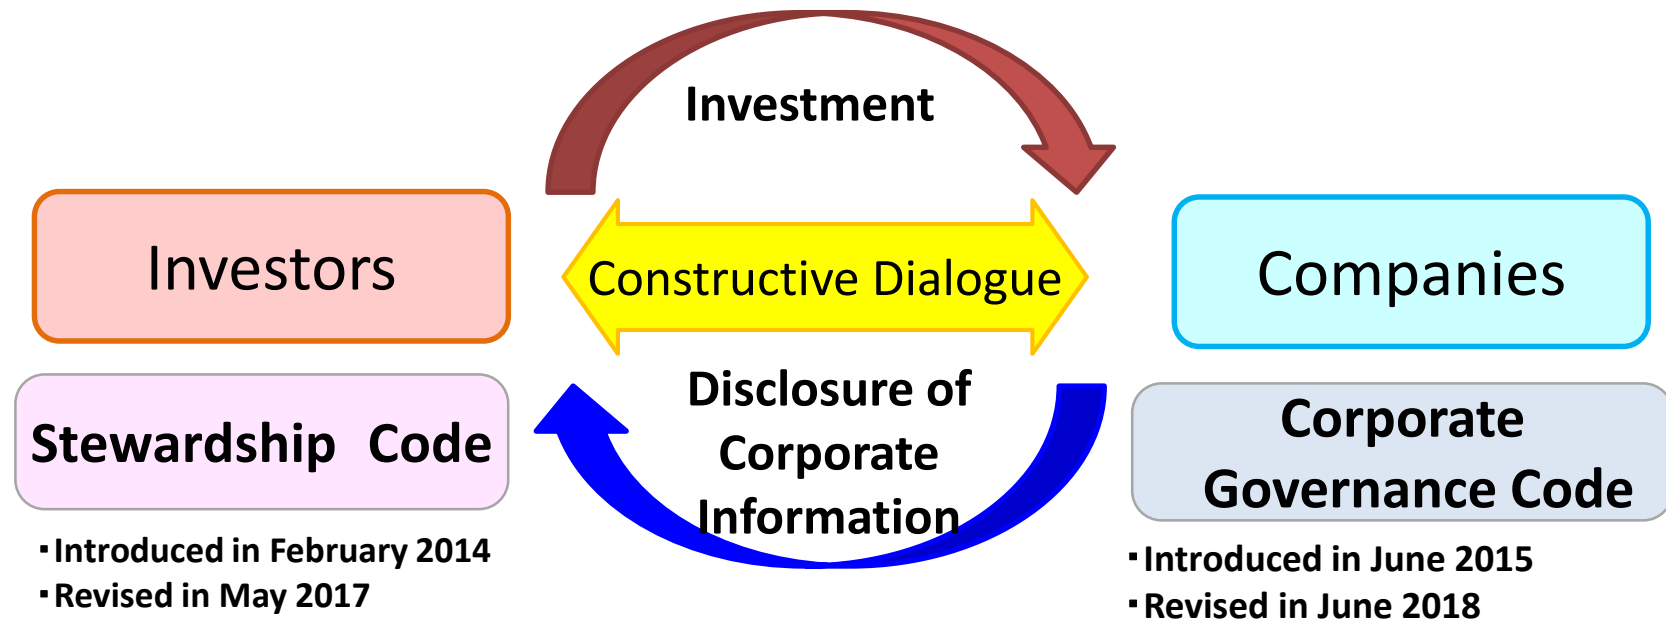 Investment
Investors
Constructive Dialogue
Companies
Stewardship Code
Disclosure of
Corporate
Information
Corporate
Governance Code
▪Introduced in February 2014
▪Revised in May 2017
▪Introduced in June 2015
▪Revised in June 2018